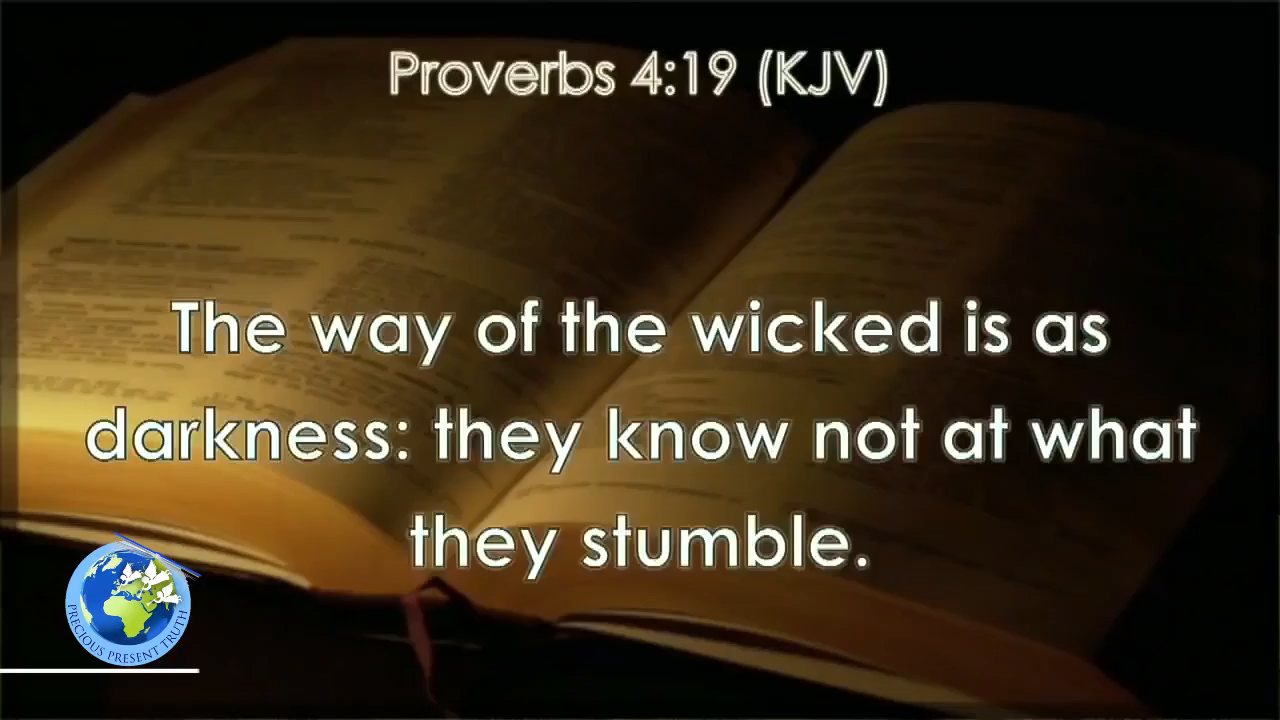 Proverbs 4:19 (KJV)
The way of the wicked is as
darkness: they know not at what
they stumble.
PRECIOUS PRESENT TRUTH